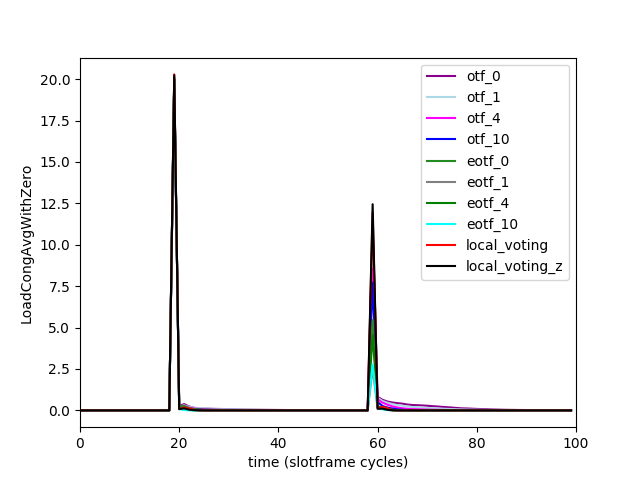 20.0
17.5
15.0
12.5
10.0
7.5
5.0
2.5
0.0
LoadCongAvgWithZero
0 20 40 60 80 100
time (slotframe cycles)
otf_0
otf_1
otf_4
otf_10
eotf_0
eotf_1
eotf_4
eotf_10
local_voting
local_voting_z